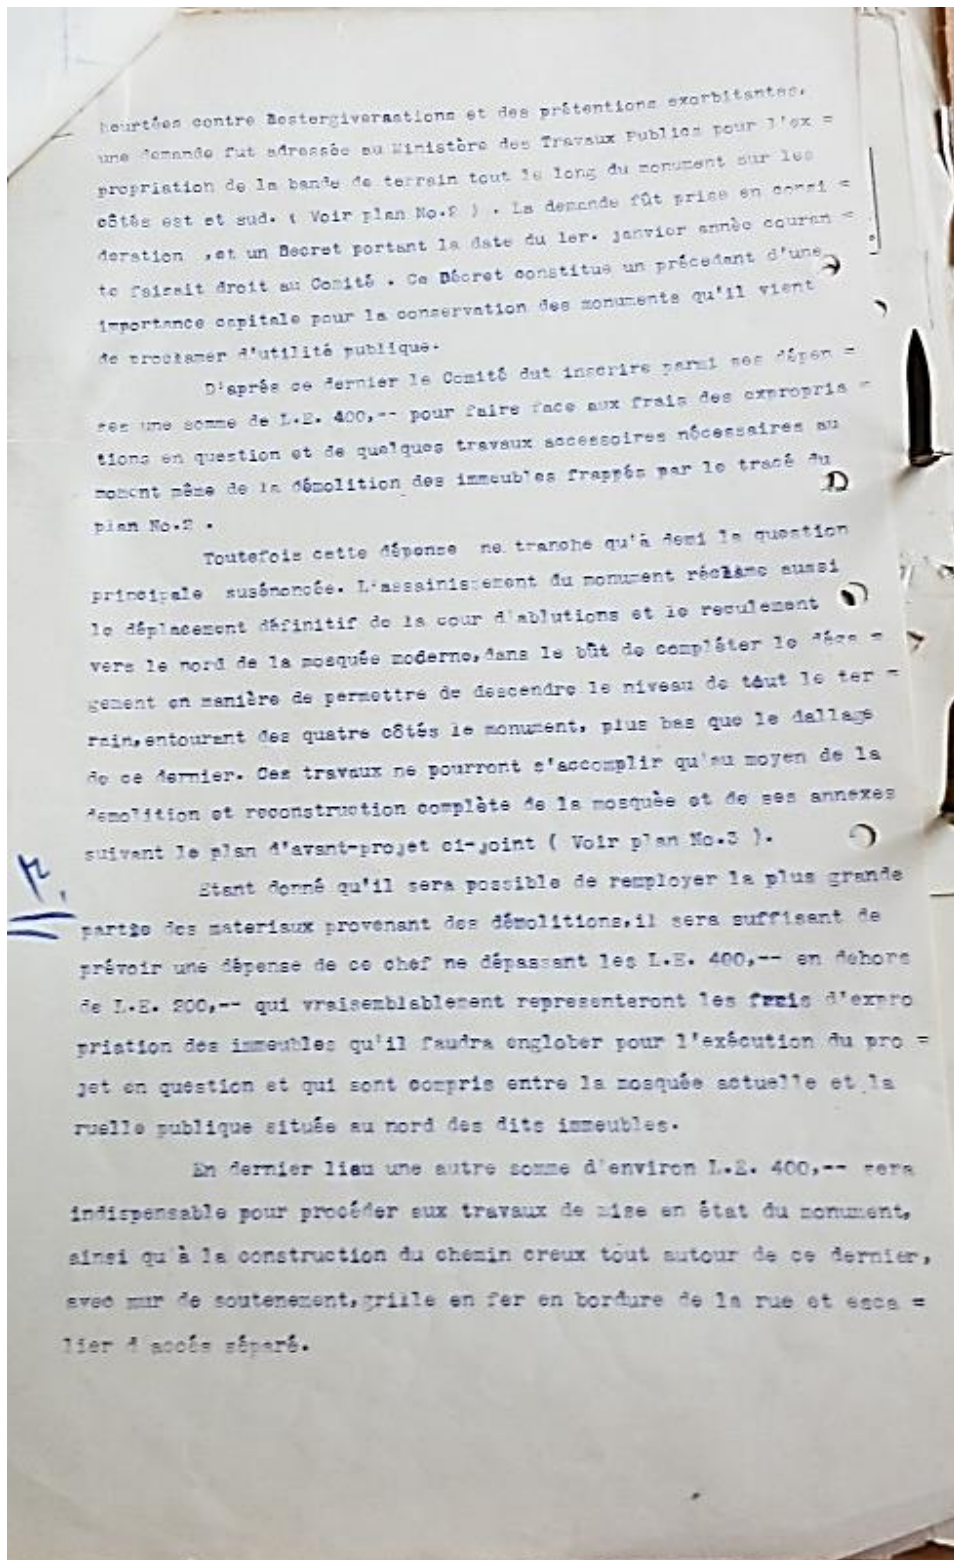 heurtées contre des tergiversations et des prétentions exorbitantes,
une demande fut adressée au Ministère des Travaux Publics pour l'ex =
propriation de la bande de terrain tout le long du monument sur les
côtés est et sud. ( Voir plan No.2 ) . La demande fût prise en consi =
deration ,et un Decret portant la date du 1er. janvier annèe couran =
te faisait droit au Comité . Ce Décret constitue un précedant d'une
importance capitale pour la conservation des monuments qu'il vient
de proclamer d'utilité publique.
D'après ce dernier le Comité dut inscrire parmi ses dépen =
ses une somme de L.E. 400,-- pour faire face aux frais des expropria =
tions en question et de quelques travaux accessoires nécessaires au
moment même de la démolition des immeubles frappés par le tracé du
plan No.2 .
Toutefois cette dépense ne tranche qu'à demi la question
principale susénoncée. L'assainissement du monument réclame aussi
le déplacement définitif de la cour d'ablutions et le reculement
vers le nord de la mosquée moderne,dans le bût de compléter le déga =
gement en manière de permettre de descendre le niveau de tout le ter =
rain,entourant des quatre côtés le monument, plus bas que le dallage
de ce dernier. Ces travaux ne pourront s'accomplir qu'au moyen de la
demolition et reconstruction complète de la mosquèe et de ses annexes
suivant le plan d'avant-projet ci-joint ( Voir plan No.3 ).
Etant donné qu'il sera possible de remployer la plus grande
partie des materiaux provenant des démolitions,il sera suffisant de
prévoir une dépense de ce chef ne dépassant les L.E. 400,-- en dehors
de L.E. 200,-- qui vraisemblablement representeront les frais d'expro
priation des immeubles qu'il faudra englober pour l'exécution du pro =
jet en question et qui sont compris entre la mosquée actuelle et la
ruelle publique située au nord des dits immeubles.
En dernier lieu une autre somme d'environ L.E. 400,-- sera
indispensable pour procéder aux travaux de mise en état du monument,
ainsi qu'à la construction du chemin creux tout autour de ce dernier,
avec mur de soutenement,grille en fer en bordure de la rue et esca =
lier d'accés séparé.